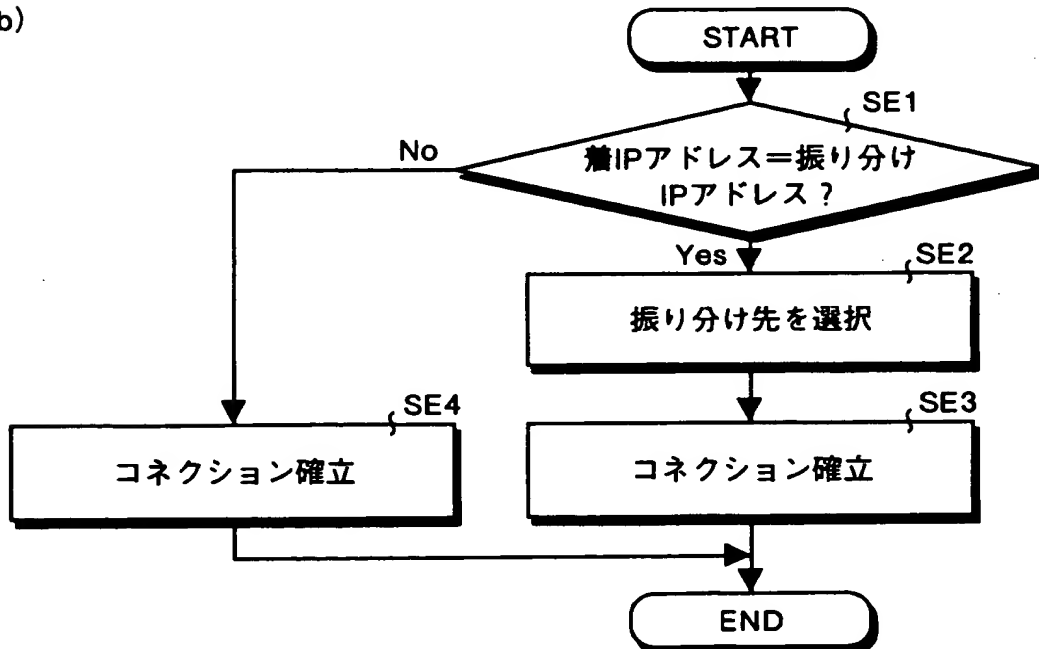 b)
START
SE1
No
着IPアドレス=振り分け
IPアドレス?
Yes
SE2
振り分け先を選択
SE4
SE3
コネクション確立
コネクション確立
END